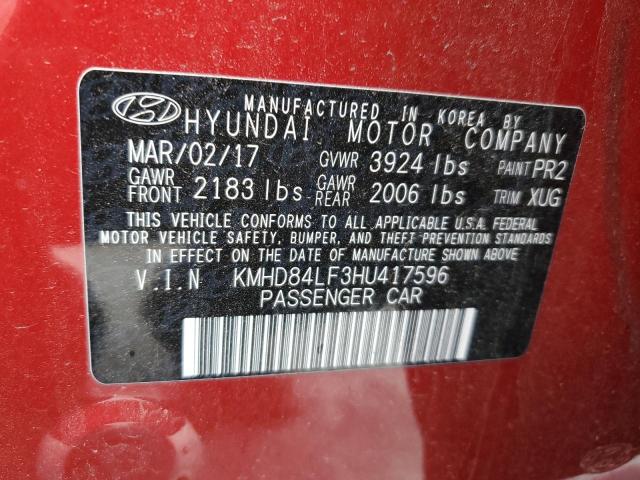 MANUFACTURED IN KOREA BY
HYUNDAI MOTOR COMPANY
MAR/02/17 GVWR 3924 lbs PAINT PR2
GAWR FRONT 2183 lbs GAWR REAR 2006 lbs TRIM XUG
THIS VEHICLE CONFORMS TO ALL APPLICABLE U.S.A. FEDERAL
MOTOR VEHICLE SAFETY, BUMPER, AND THEFT PREVENTION STANDARDS
IN EFFECT ON THE DATE OF MANUFACTURE SHOWN ABOVE
V.I.N KMHD84LF3HU417596
PASSENGER CAR